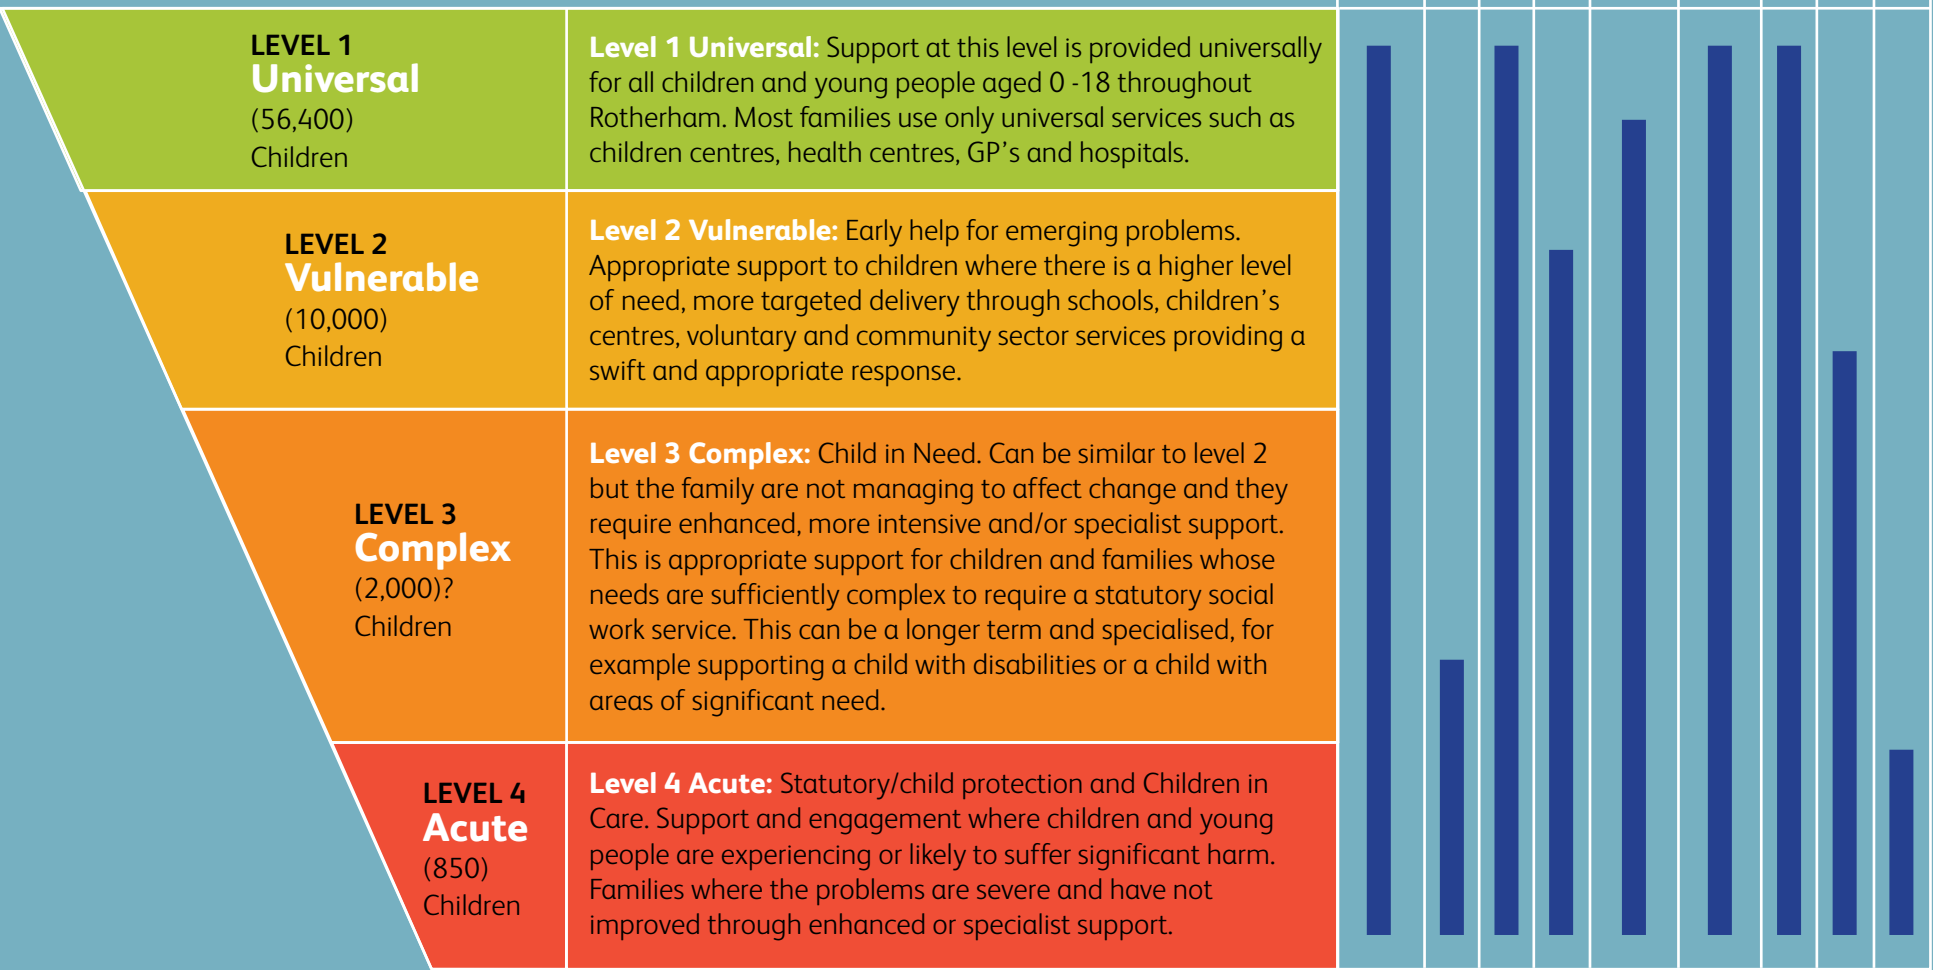 LEVEL 1
Universal
(56,400)
Children
Level 1 Universal: Support at this level is provided universally
for all children and young people aged 0 -18 throughout
Rotherham. Most families use only universal services such as
children centres, health centres, GP’s and hospitals.
LEVEL 2
Vulnerable
(10,000)
Children
Level 2 Vulnerable: Early help for emerging problems.
Appropriate support to children where there is a higher level
of need, more targeted delivery through schools, children’s
centres, voluntary and community sector services providing a
swift and appropriate response.
LEVEL 3
Complex
(2,000)?
Children
Level 3 Complex: Child in Need. Can be similar to level 2
but the family are not managing to affect change and they
require enhanced, more intensive and/or specialist support.
This is appropriate support for children and families whose
needs are sufficiently complex to require a statutory social
work service. This can be a longer term and specialised, for
example supporting a child with disabilities or a child with
areas of significant need.
LEVEL 4
Acute
(850)
Children
Level 4 Acute: Statutory/child protection and Children in
Care. Support and engagement where children and young
people are experiencing or likely to suffer significant harm.
Families where the problems are severe and have not
improved through enhanced or specialist support.